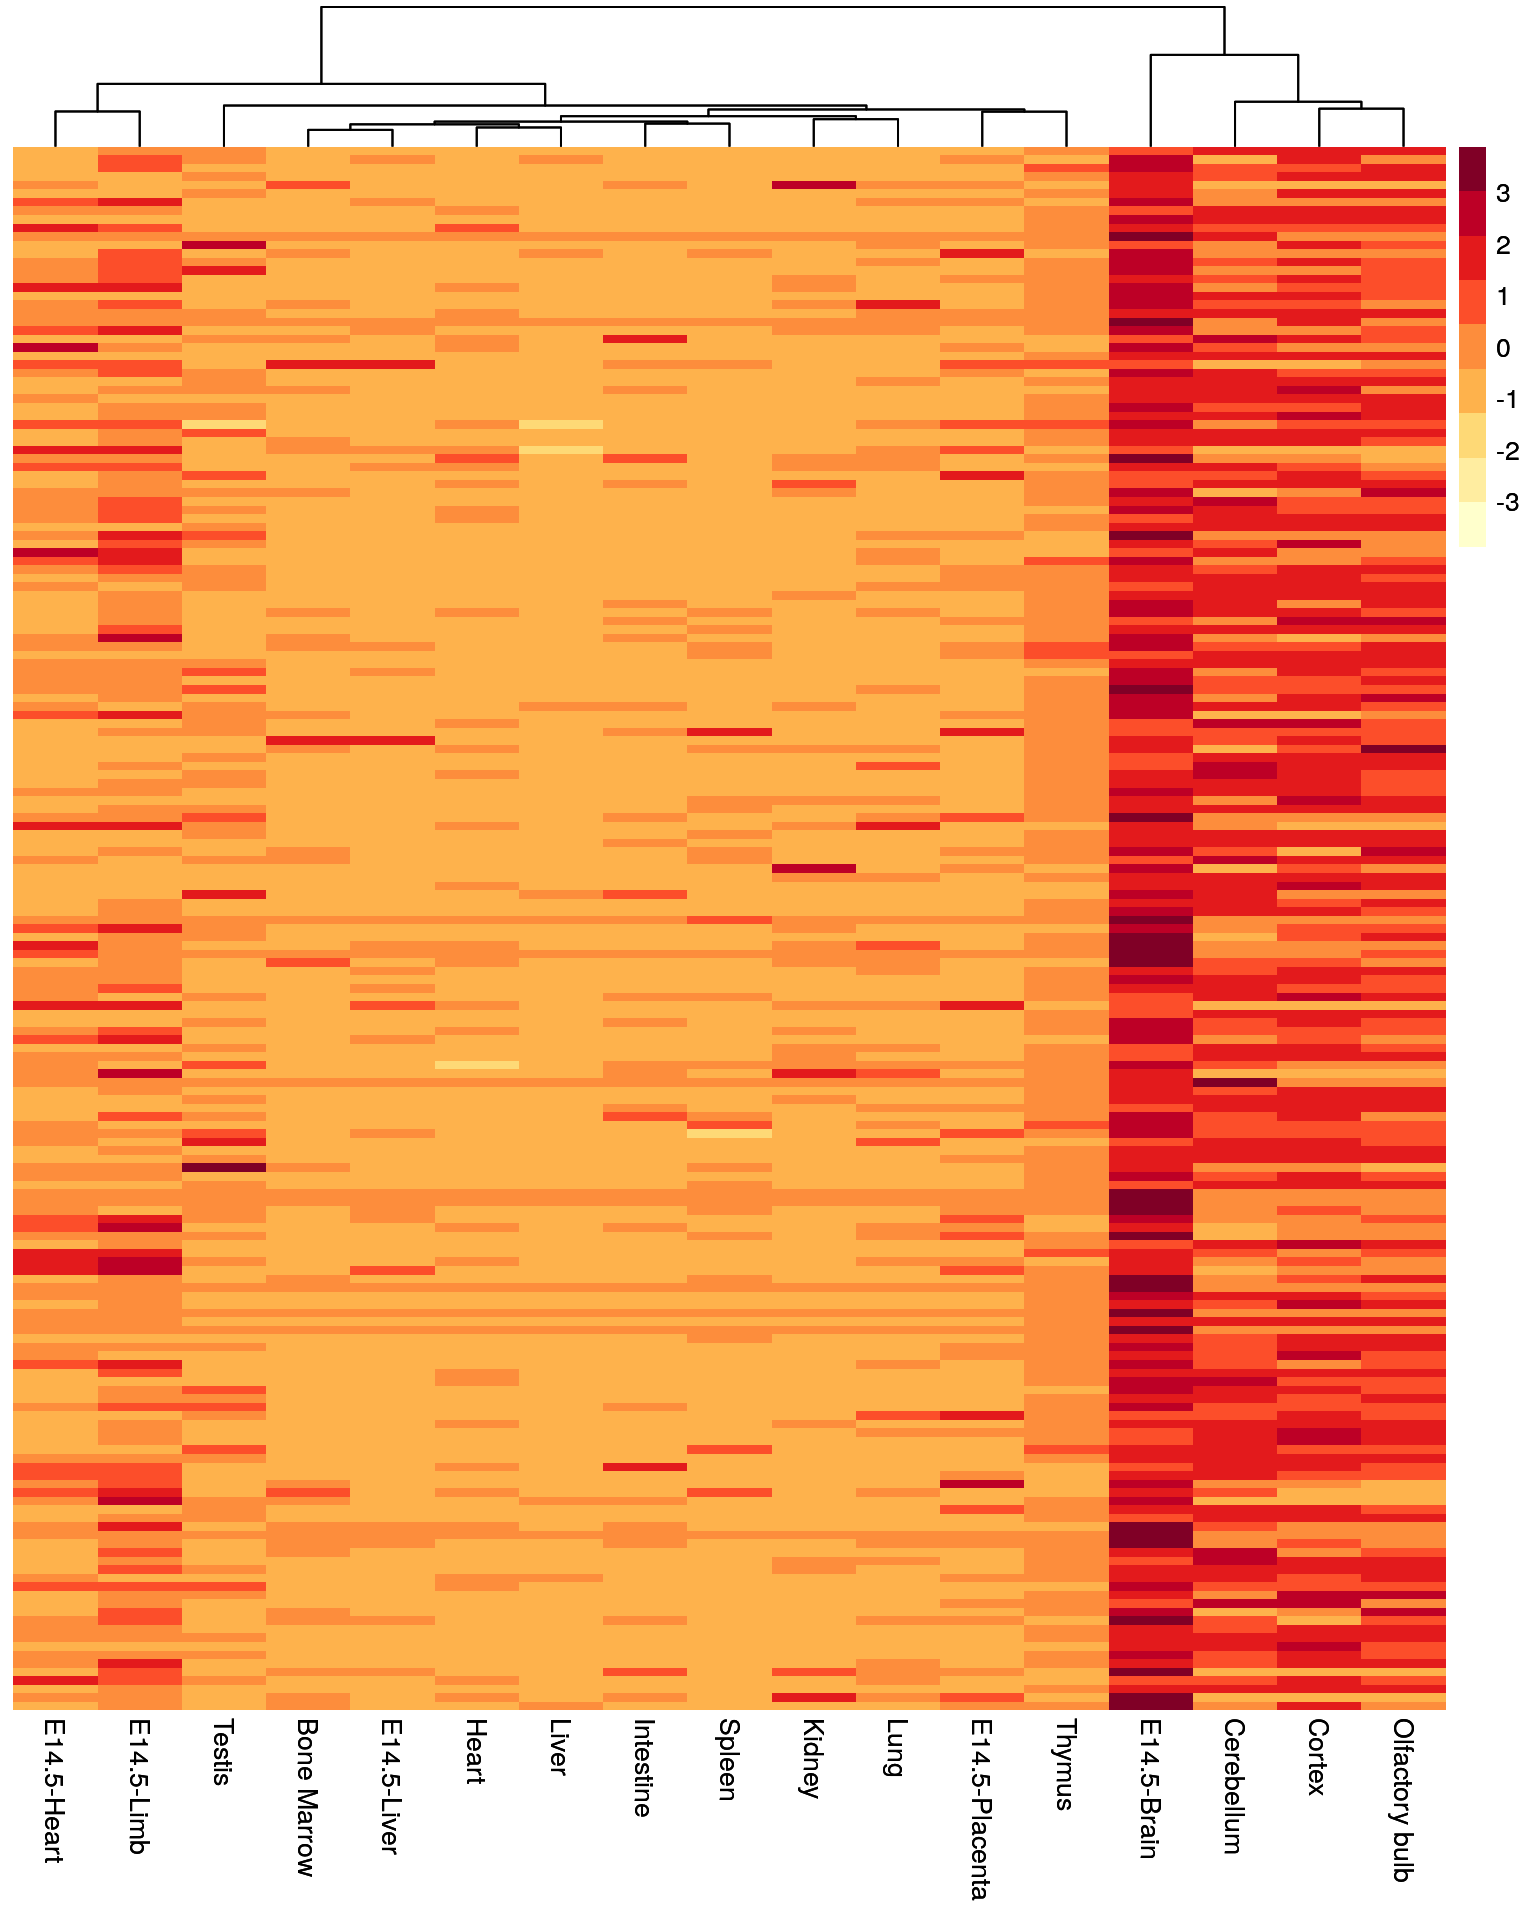 3
2
1
0
-1
-2
-3
E14.5-Heart
E14.5-Limb
Testis
Bone Marrow
E14.5-Liver
Heart
Liver
Intestine
Spleen
Kidney
Lung
E14.5-Placenta
Thymus
E14.5-Brain
Cerebellum
Cortex
Olfactory bulb